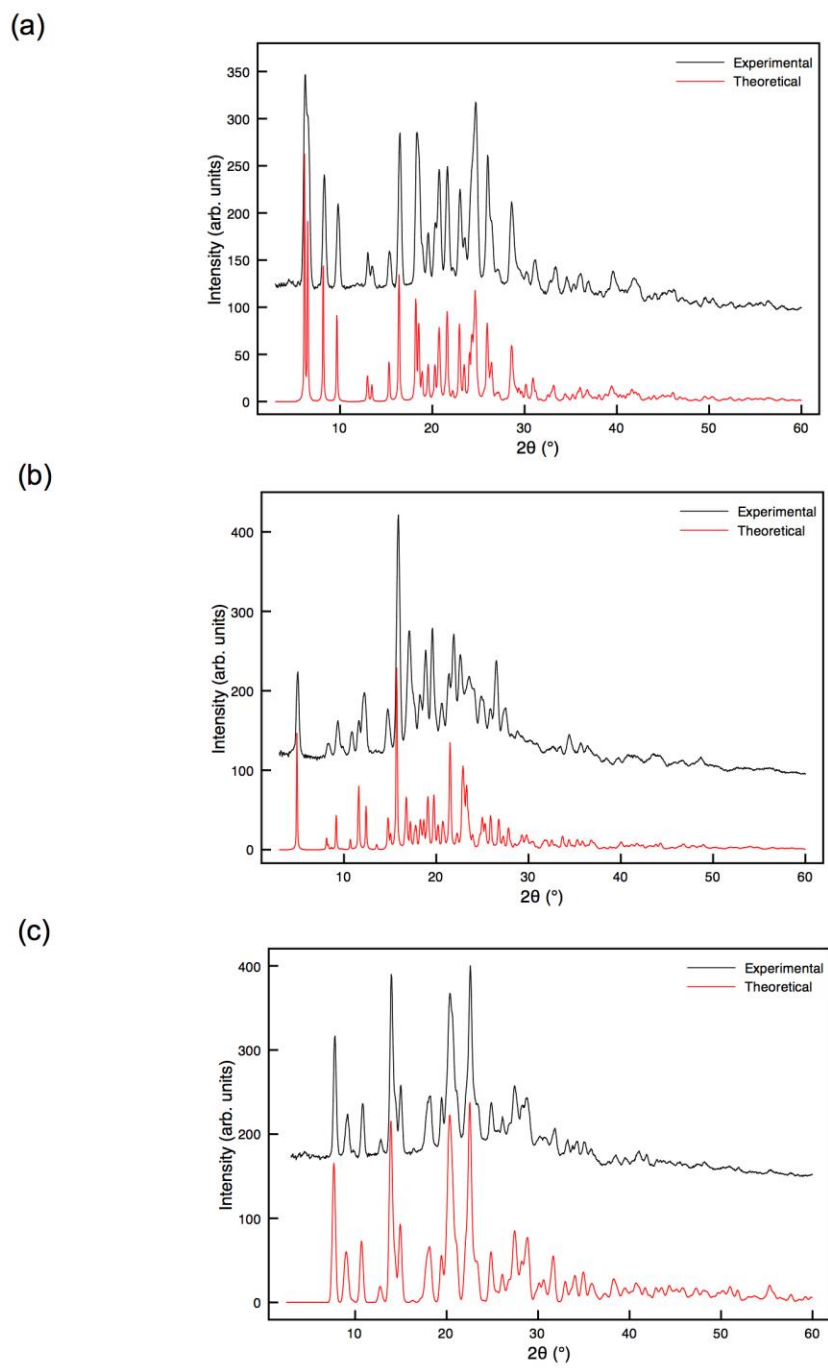 (a)
Experimental
Theoretical
350
300
250
200
150
100
50
0
Intensity (arb. units)
10
20
30
40
50
60
2θ (°)
(b)
Experimental
Theoretical
400
300
200
100
0
Intensity (arb. units)
10
20
30
40
50
60
2θ (°)
(c)
Experimental
Theoretical
400
300
200
100
0
Intensity (arb. units)
10
20
30
40
50
60
2θ (°)